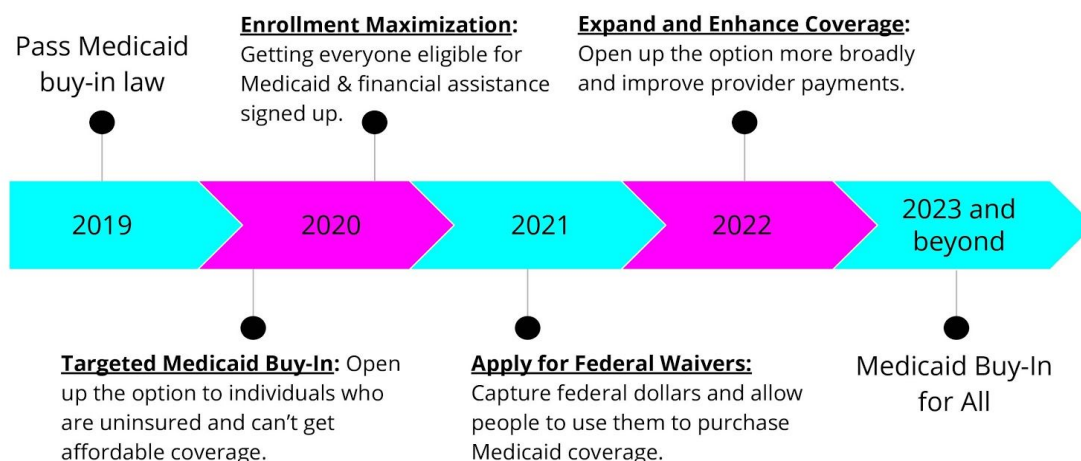 Pass Medicaid
buy-in law
Enrollment Maximization:
Getting everyone eligible for
Medicaid & financial assistance
signed up.
Expand and Enhance Coverage:
Open up the option more broadly
and improve provider payments.
2019
2020
2021
2022
2023 and
beyond
Targeted Medicaid Buy-In: Open
up the option to individuals who
are uninsured and can’t get
affordable coverage.
Apply for Federal Waivers:
Capture federal dollars and allow
people to use them to purchase
Medicaid coverage.
Medicaid Buy-In
for All